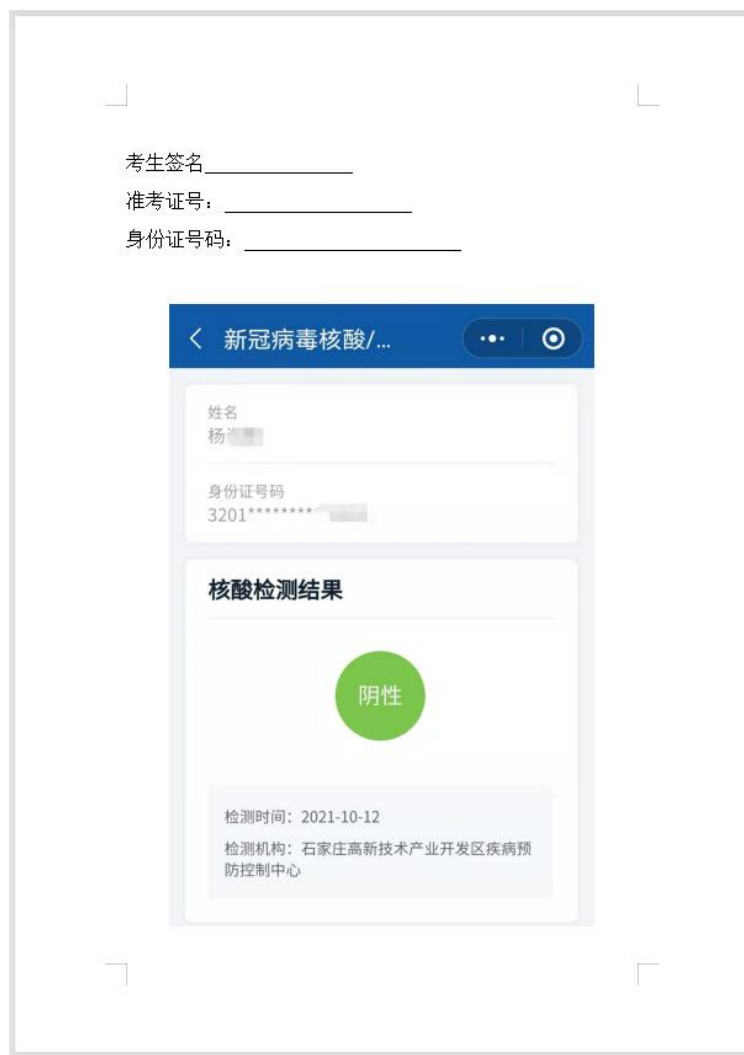 考生签名
准考证号：
身份证号码：
新冠病毒核酸/...
姓名
杨
身份证号码
3201********
核酸检测结果
阴性
检测时间：2021-10-12
检测机构：石家庄高新技术产业开发区疾病预
防控制中心